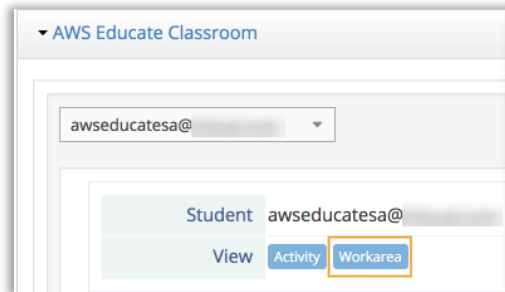 AWS Educate Classroom
awseducatesa@
Student awseducatesa@
View Activity Workarea